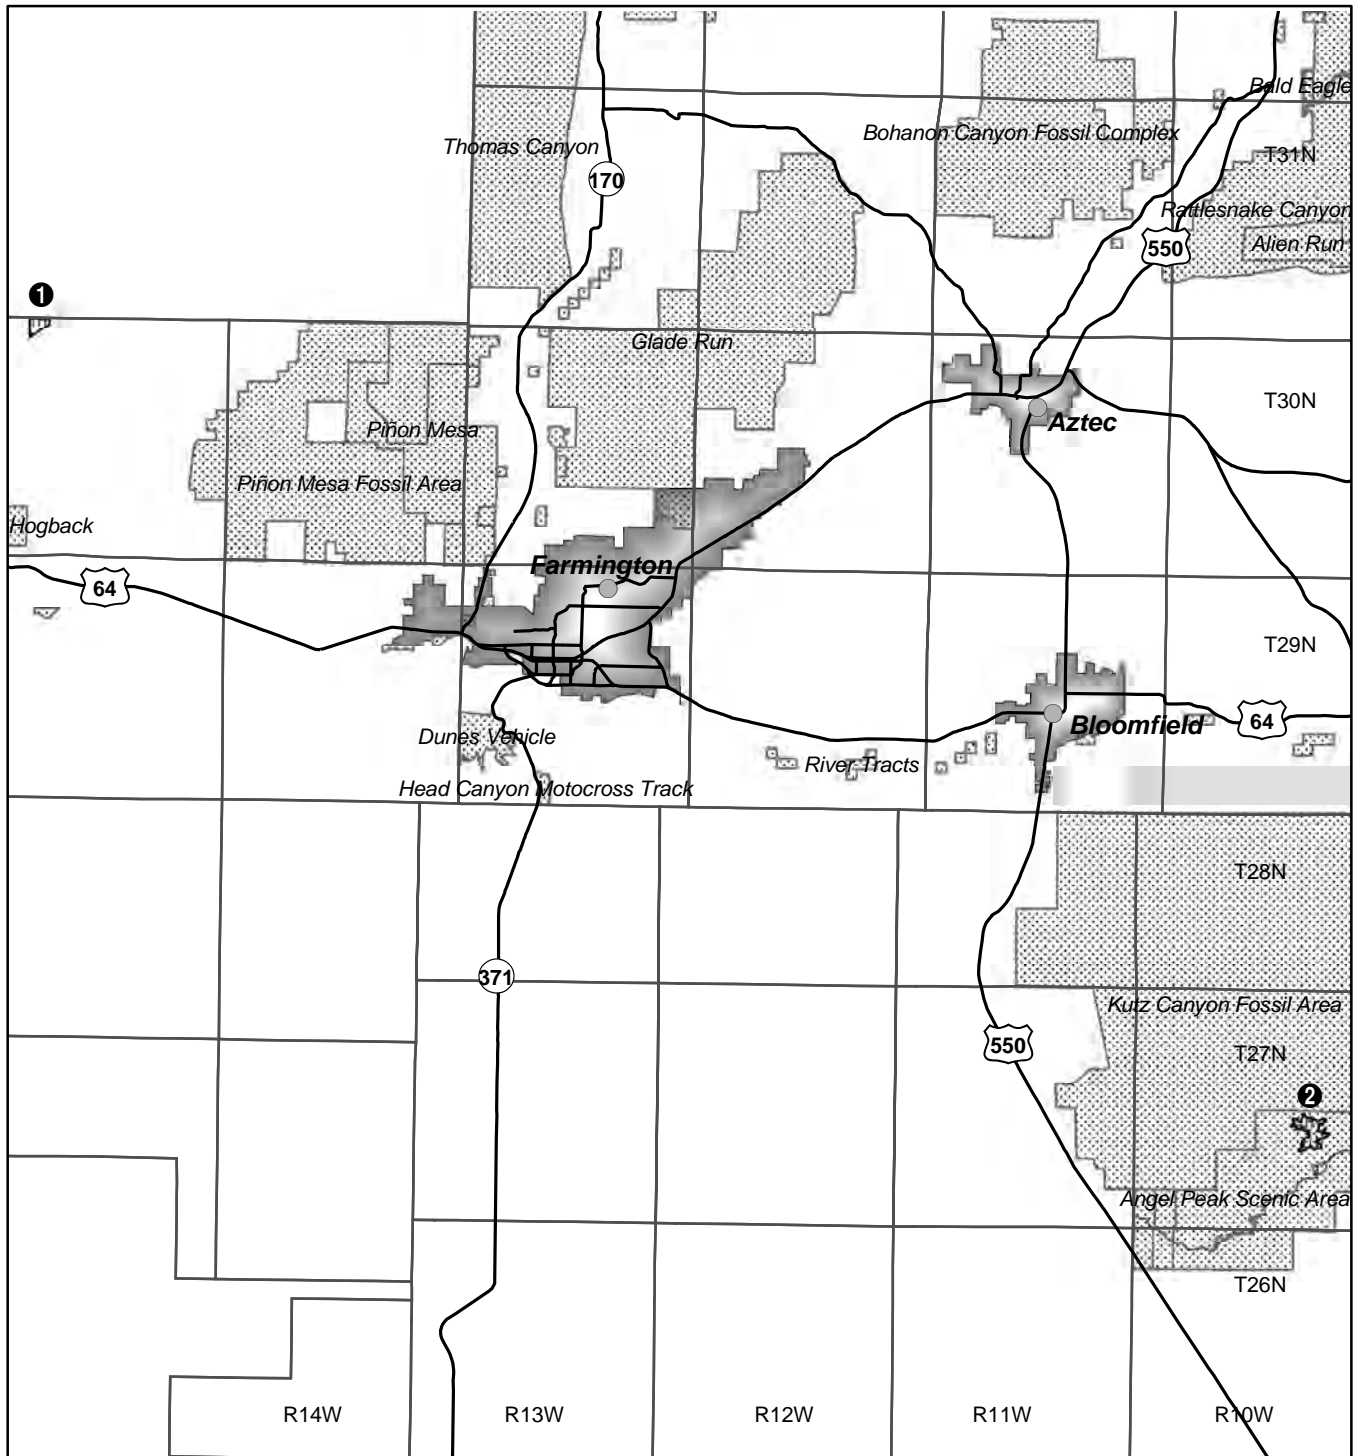 Bald Eagle
Bohanon Canyon Fossil Complex
Thomas Canyon
T31N
170
Rattlesnake Canyon
550
Alien Run
1
Glade Run
T30N
Aztec
Piñon Mesa
Piñon Mesa Fossil Area
Hogback
Farmington
64
T29N
Bloomfield
64
Dunes Vehicle
River Tracts
Head Canyon Motocross Track
T28N
371
Kutz Canyon Fossil Area
550
T27N
2
Angel Peak Scenic Area
T26N
R14W R13W R12W R11W R10W